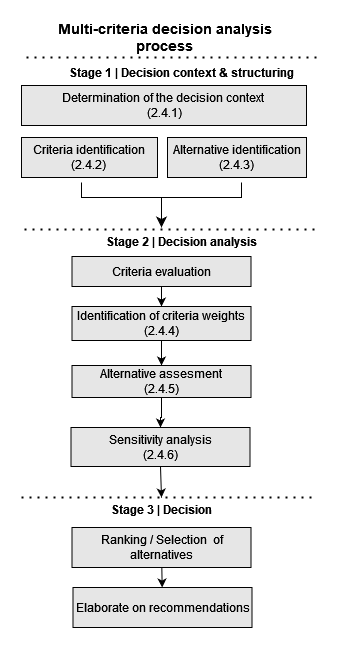 Multi-criteria decision analysis
process
Stage 1 | Decision context & structuring
Determination of the decision context
(2.4.1)
Criteria identification
(2.4.2)
Alternative identification
(2.4.3)
Stage 2 | Decision analysis
Criteria evaluation
Identification of criteria weights
(2.4.4)
Alternative assesment
(2.4.5)
Sensitivity analysis
(2.4.6)
Stage 3 | Decision
Ranking / Selection of
alternatives
Elaborate on recommendations